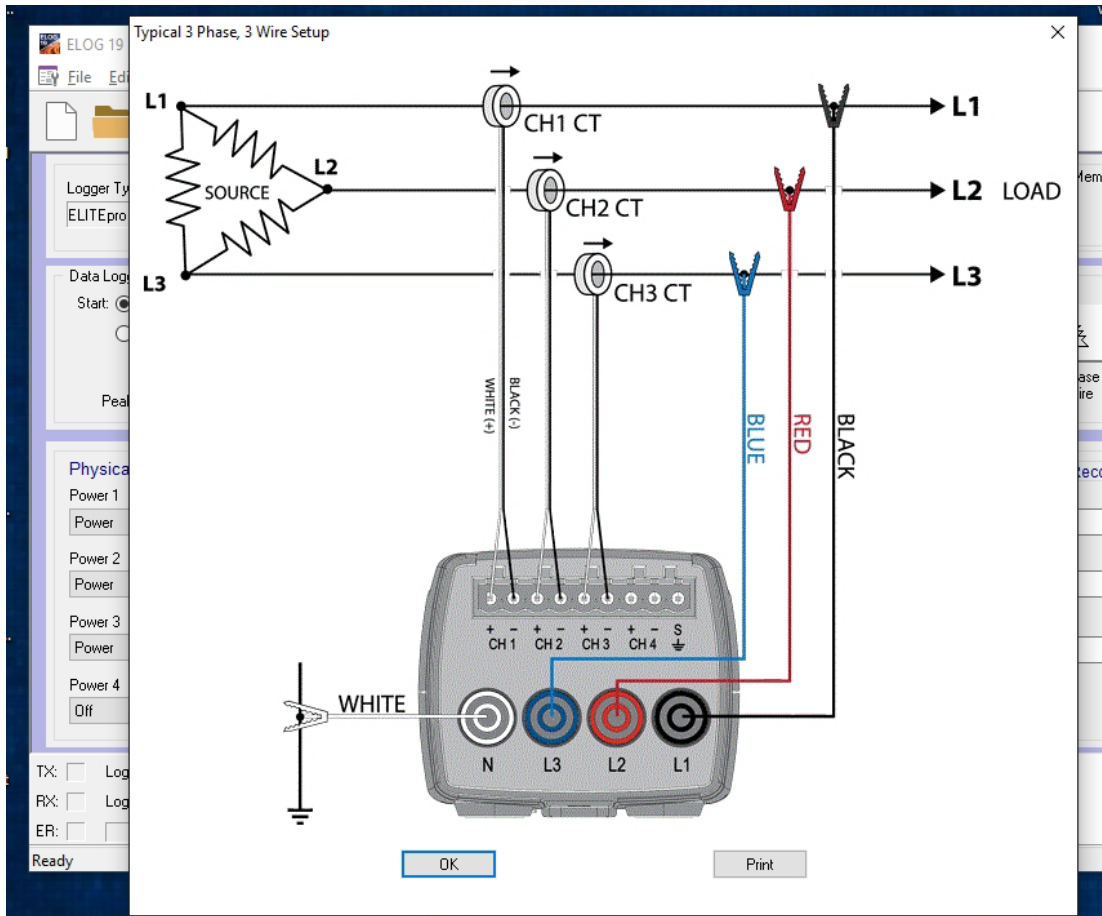 Typical 3 Phase, 3 Wire Setup
ELOG 19
File
Logger Ty
ELITEpro
Data Log
Start:
Peal
Physica
Power 1
Power
Power 2
Power
Power 3
Power
Power 4
Off
TX:
Log
RX:
Log
ER:
Ready
L1
L2
SOURCE
L3
CH1 CT
CH2 CT
CH3 CT
L1
L2 LOAD
L3
WHITE (+)
BLACK (-)
BLUE
RED
BLACK
+ − + − + − + − S
CH 1 CH 2 CH 3 CH 4
WHITE
N L3 L2 L1
OK
Print